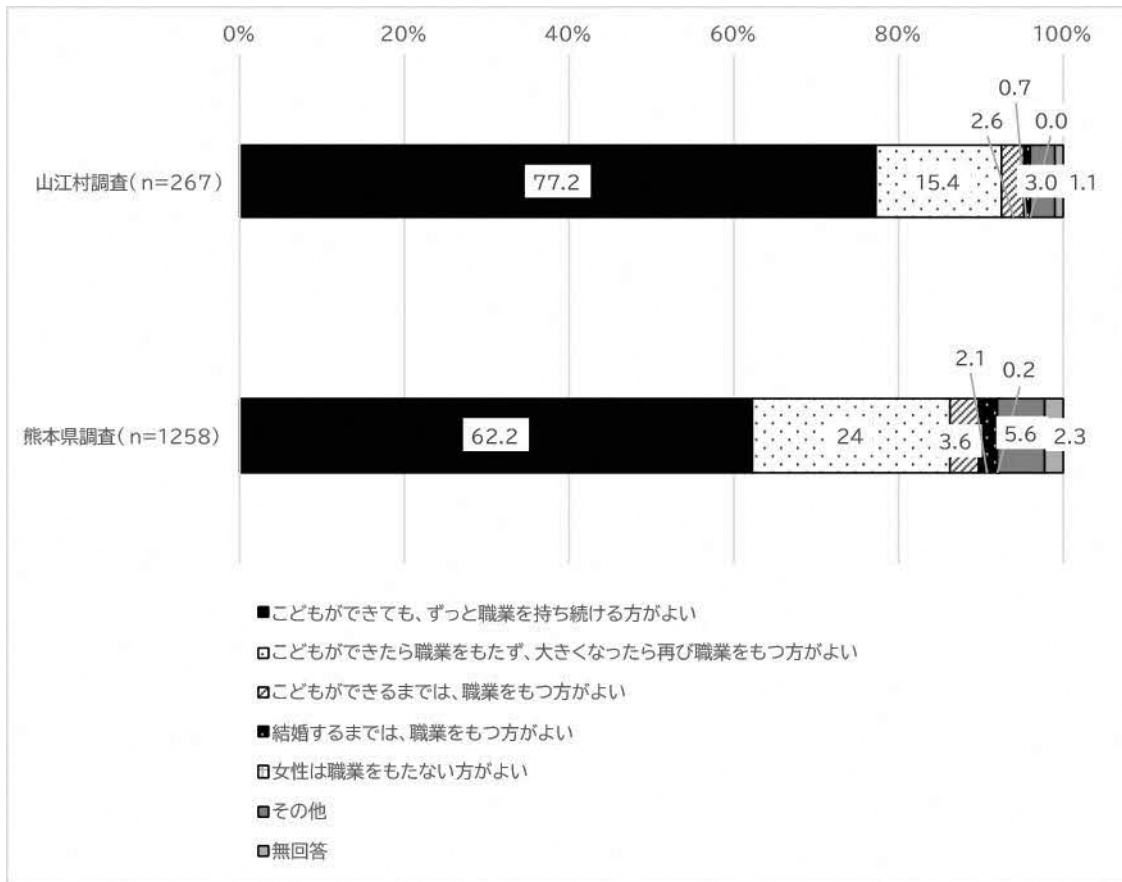 0% 20% 40% 60% 80% 100%
0.7
2.6 0.0
山江村調査(n=267) 77.2 15.4 3.0 1.1
2.1 0.2
熊本県調査(n=1258) 62.2 24 3.6 5.6 2.3
こどもができても、ずっと職業を持ち続ける方がよい
こどもができたら職業をもたず、大きくなったら再び職業をもつ方がよい
こどもができるまでは、職業をもつ方がよい
結婚するまでは、職業をもつ方がよい
女性は職業をもたない方がよい
その他
無回答